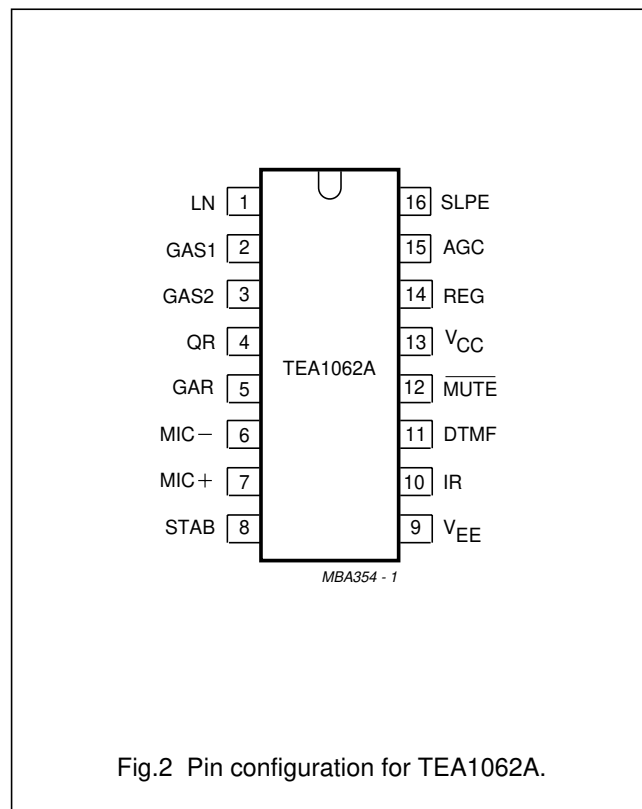 LN 1 16 SLPE
GAS1 2 15 AGC
GAS2 3 14 REG
QR 4 13 VCC
GAR 5 TEA1062A 12 M̅U̅T̅E̅
MIC− 6 11 DTMF
MIC+ 7 10 IR
STAB 8 9 VEE
MBA354 - 1
Fig.2 Pin configuration for TEA1062A.